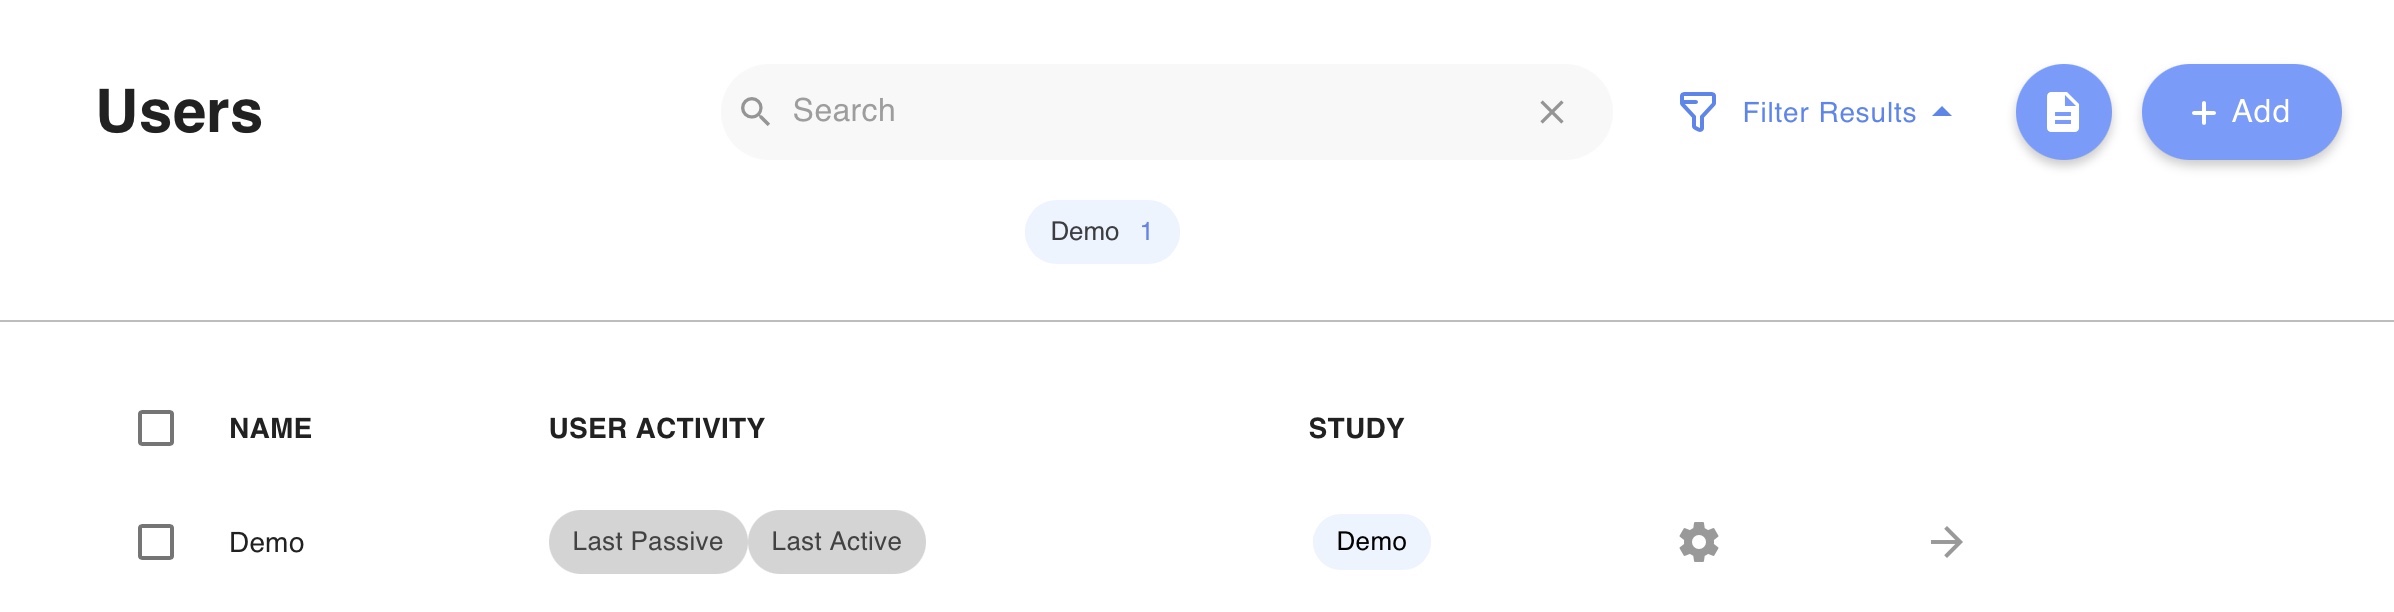 Users
Search
Filter Results
+ Add
Demo 1
NAME USER ACTIVITY STUDY
Demo Last Passive Last Active Demo